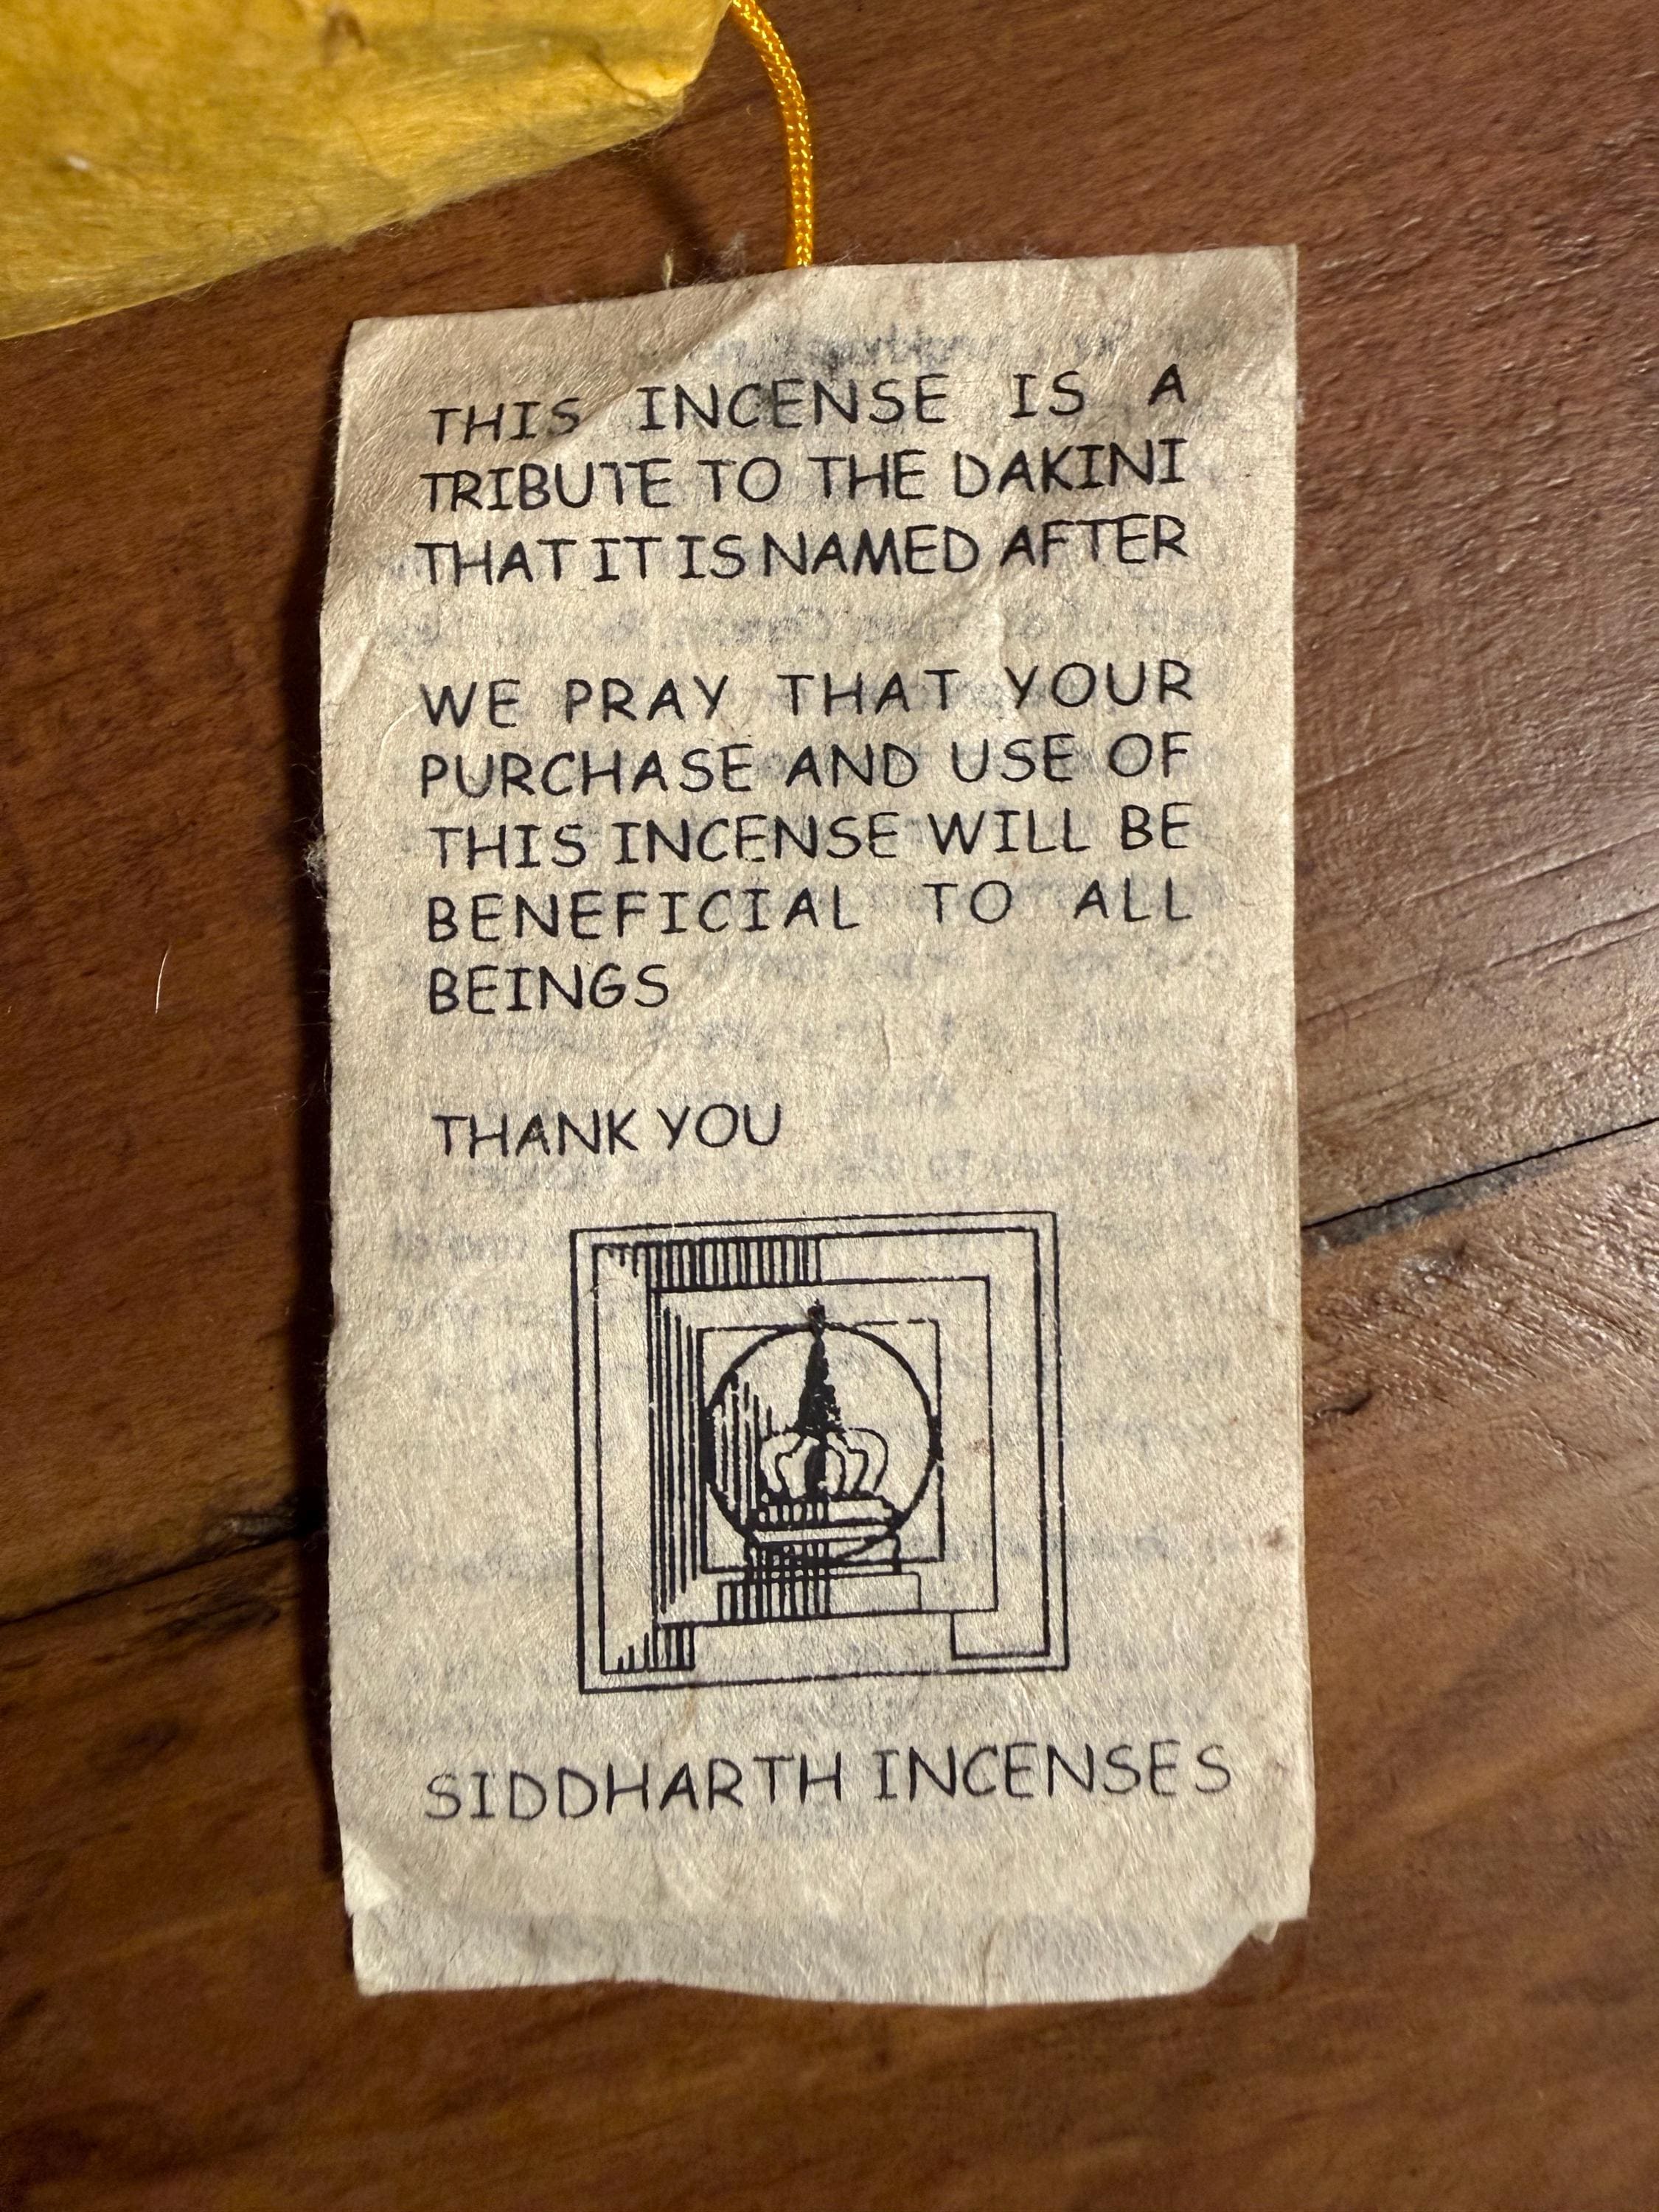 THIS INCENSE IS A
TRIBUTE TO THE DAKINI
THAT IT IS NAMED AFTER
WE PRAY THAT YOUR
PURCHASE AND USE OF
THIS INCENSE WILL BE
BENEFICIAL TO ALL
BEINGS
THANK YOU
SIDDHARTH INCENSES